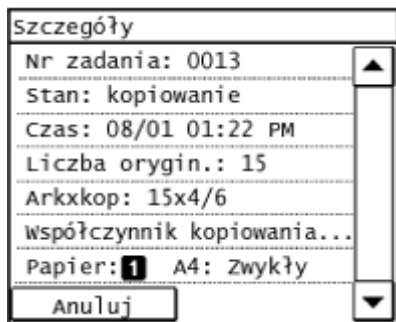 Szczegóły
Nr zadania: 0013
Stan: kopiowanie
Czas: 08/01 01:22 PM
Liczba orygin.: 15
Arkxkop: 15x4/6
Współczynnik kopiowania...
Papier:1 A4: Zwykły
Anuluj